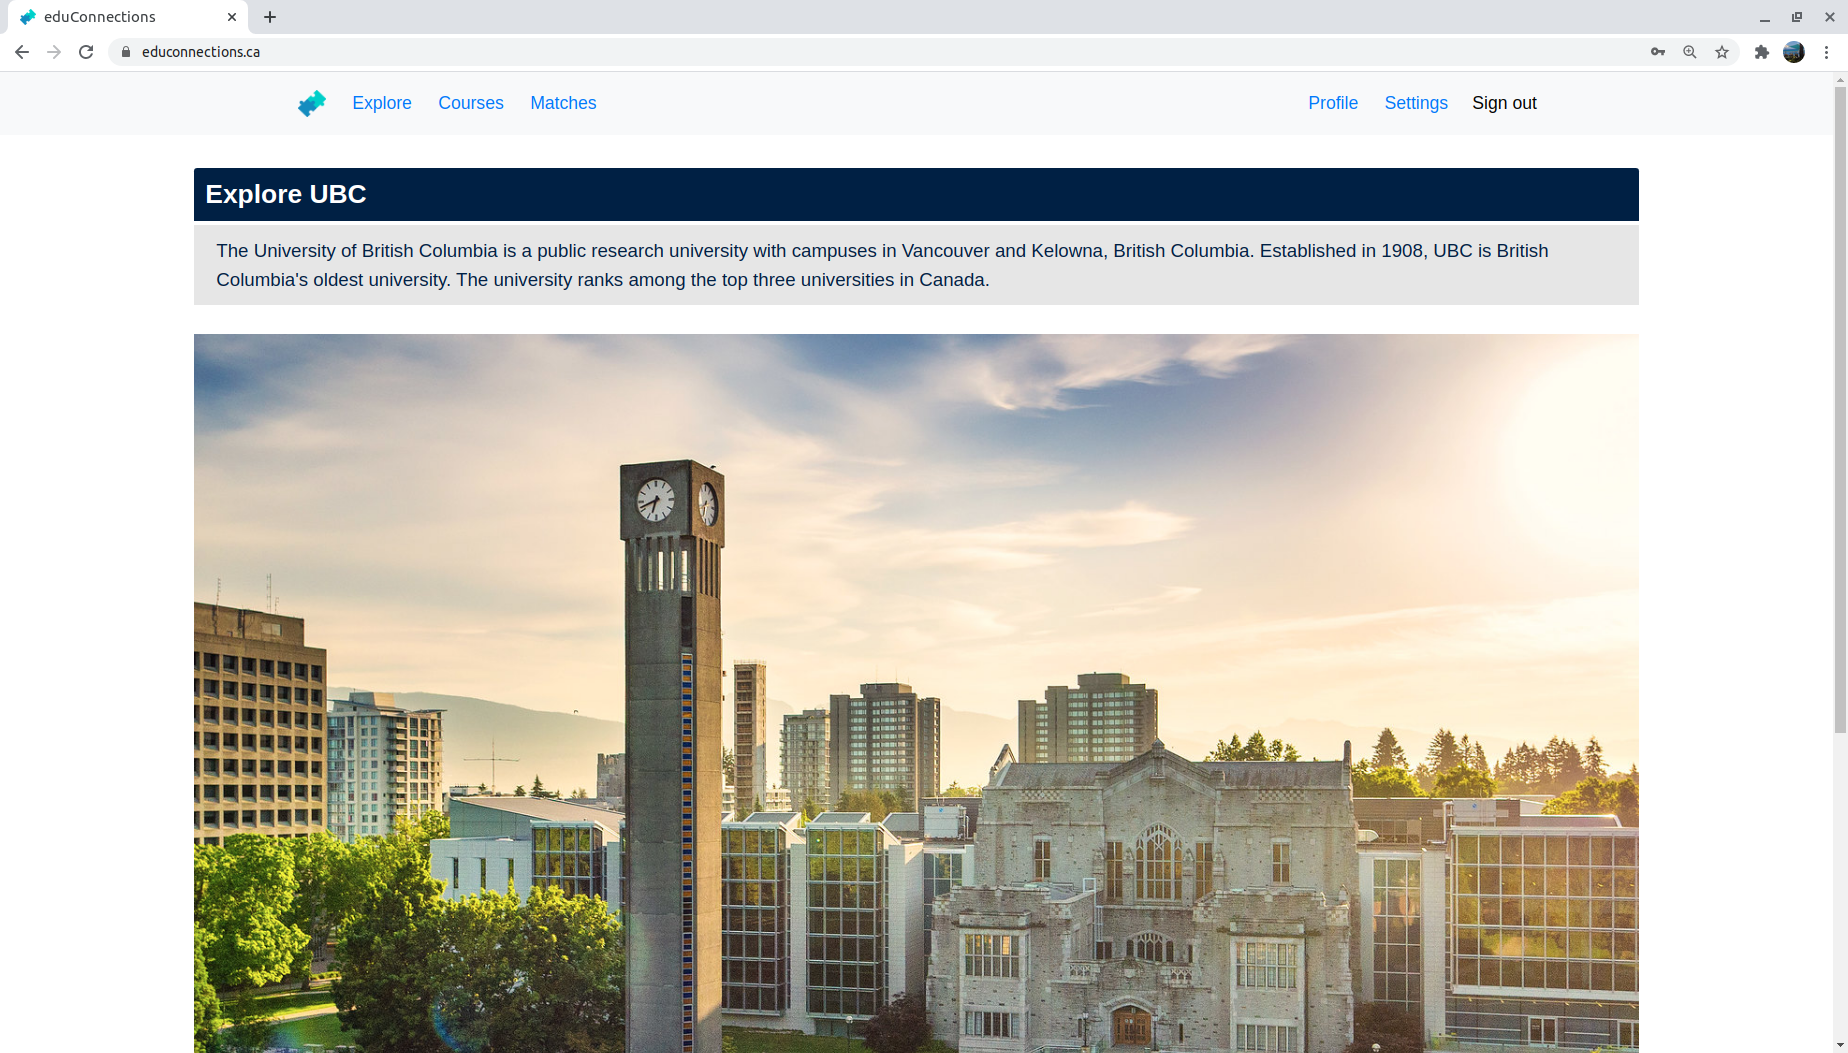 eduConnections
educonnections.ca
Explore Courses Matches Profile Settings Sign out
Explore UBC
The University of British Columbia is a public research university with campuses in Vancouver and Kelowna, British Columbia. Established in 1908, UBC is British
Columbia's oldest university. The university ranks among the top three universities in Canada.